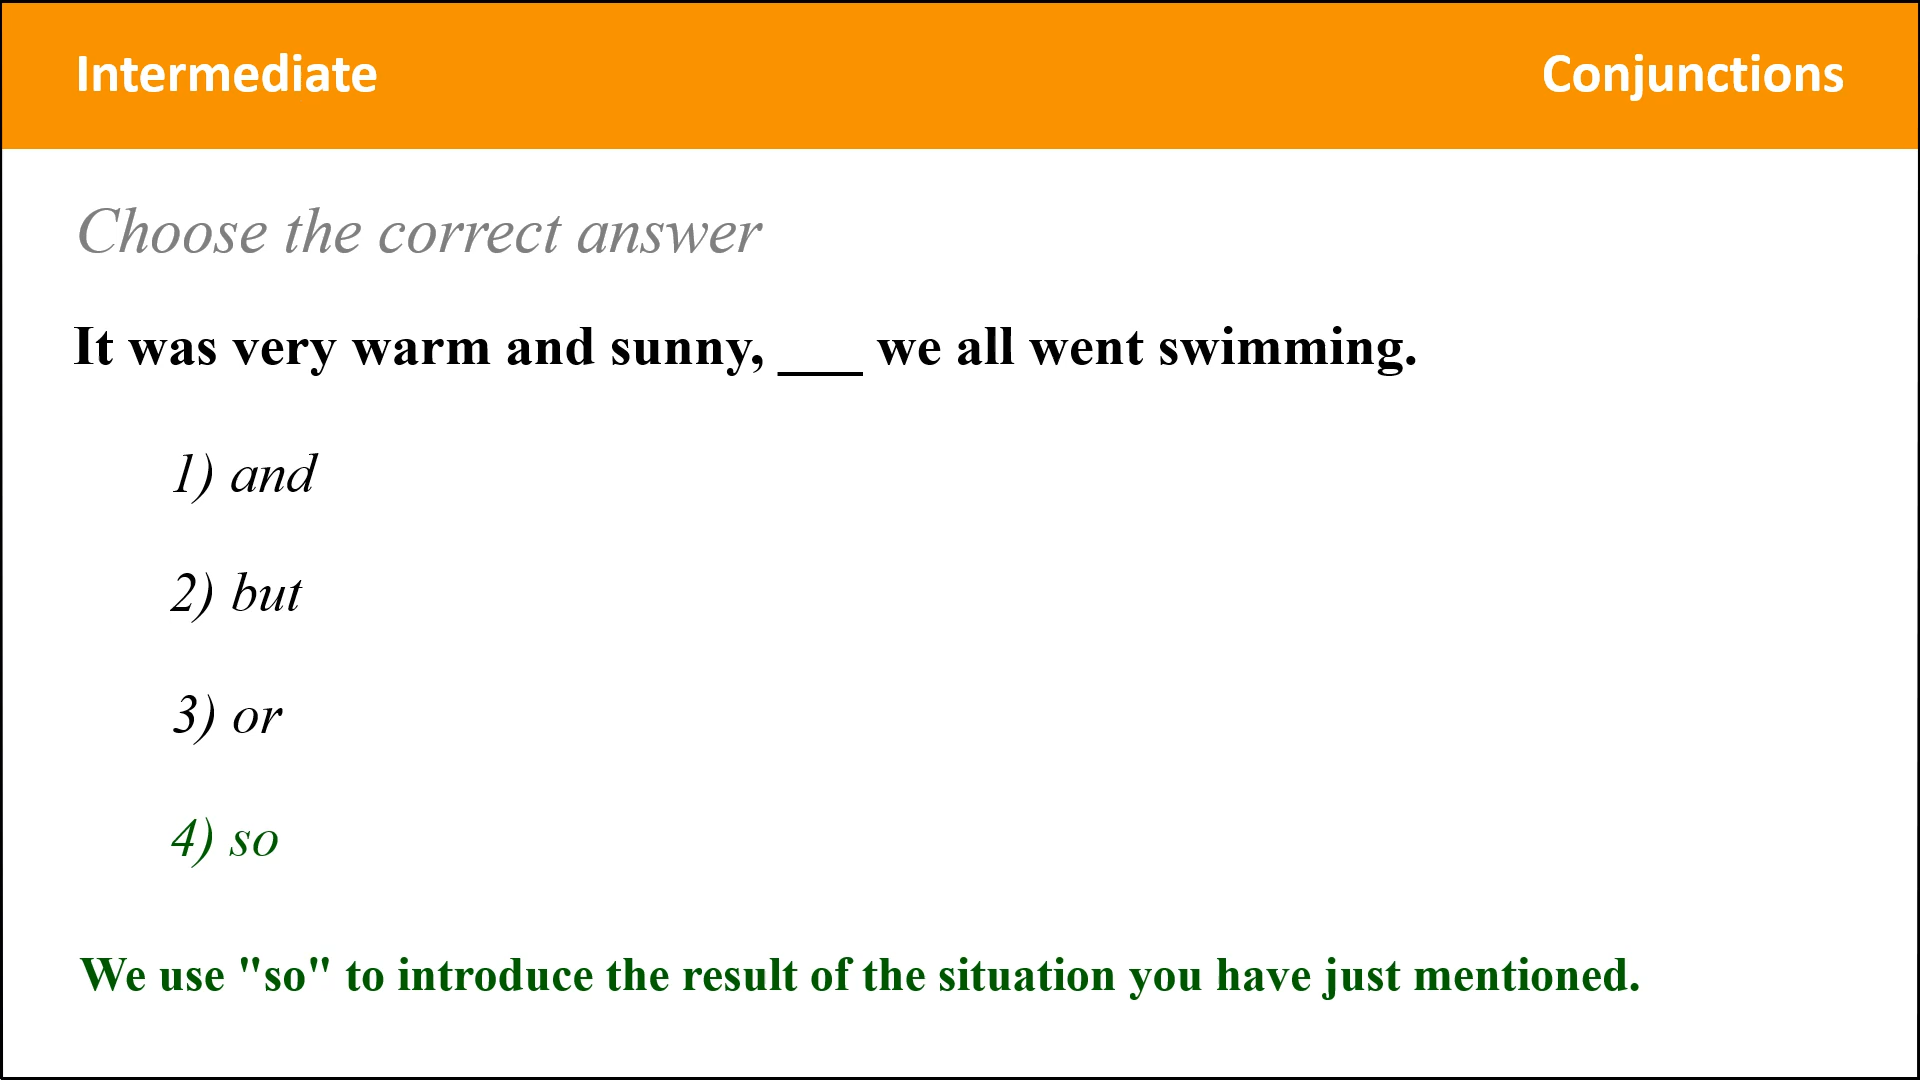 Intermediate
Conjunctions
Choose the correct answer
It was very warm and sunny, ___ we all went swimming.
1) and
2) but
3) or
4) so
We use "so" to introduce the result of the situation you have just mentioned.